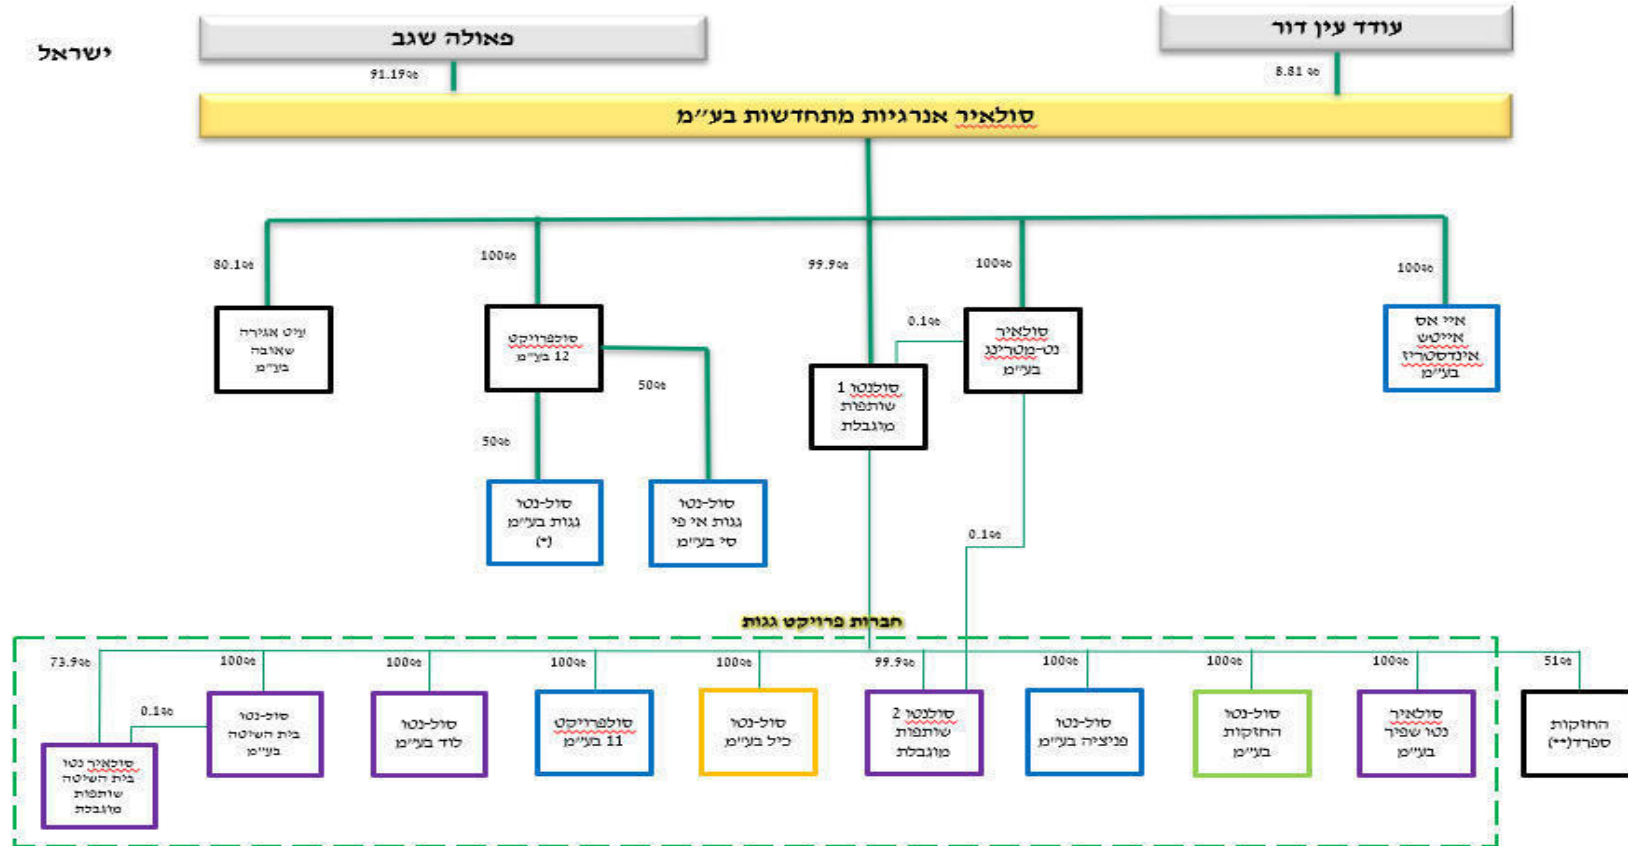 ישראל
עודד עין דור
פאולה שגב
8.81 %
91.19%
סולאיר אנרגיות מתחדשות בע״מ
100%
100%
99.9%
100%
80.1%
איי אס
אייטש
אינדסטריז
בע״מ
סולאיר
נט-מטרינג
בע״מ
0.1%
סולנטו 1
שותפות
מוגבלת
סולפרויקט
12 בע״מ
עיט אגירה
שאובה
בע״מ
50%
50%
סול-נטו
גגות אי פי
סי בע״מ
סול-נטו
גגות בע״מ
(*)
0.1%
חברות פרויקט גגות
51%
100%
100%
100%
99.9%
100%
100%
100%
100%
73.9%
0.1%
החזקות
ספרד(**)
סולאיר
נטו שפיר
בע״מ
סול-נטו
החזקות
בע״מ
סול-נטו
פניציה בע״מ
סולנטו 2
שותפות
מוגבלת
סול-נטו
כיל בע״מ
סולפרויקט
11 בע״מ
סול-נטו
לוד בע״מ
סול-נטו
בית השיטה
בע״מ
סולאיר נטו
בית השיטה
שותפות
מוגבלת